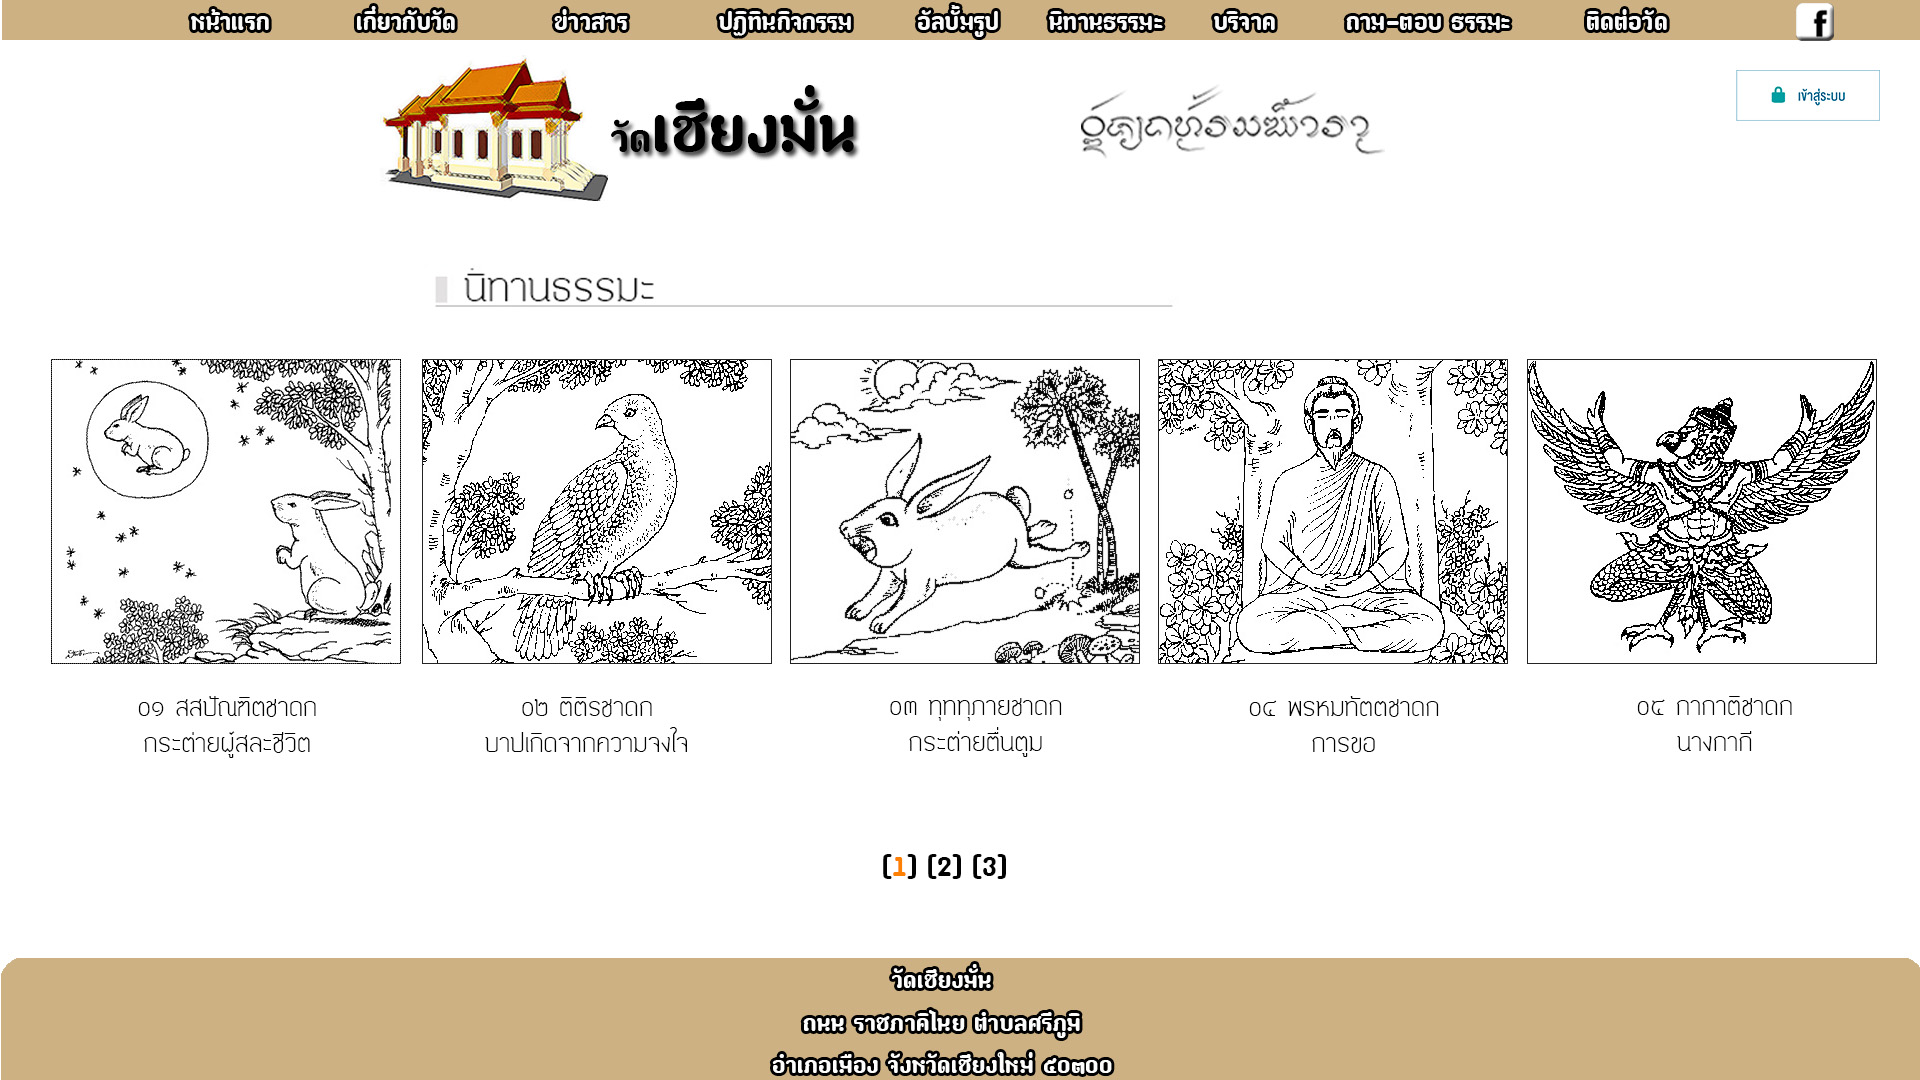 หน้าแรก เกี่ยวกับวัด ข่าวสาร ปฏิทินกิจกรรม อัลบั้มรูป นิทานธรรมะ บริจาค ถาม-ตอบ ธรรมะ ติดต่อวัด f
วัดเชียงมั่น
เข้าสู่ระบบ
นิทานธรรมะ
๐๑ สสปัณฑิตชาดก
กระต่ายผู้สละชีวิต
๐๒ ติติรชาดก
บาปเกิดจากความจงใจ
๐๓ ทุททุภายชาดก
กระต่ายตื่นตูม
๐๔ พรหมทัตตชาดก
การขอ
๐๕ กากาติชาดก
นางกากี
(1) (2) (3)
วัดเชียงมั่น
ถนน ราชภาคิไนย ตำบลศรีภูมิ
อำเภอเมือง จังหวัดเชียงใหม่ ๕๐๓๐๐